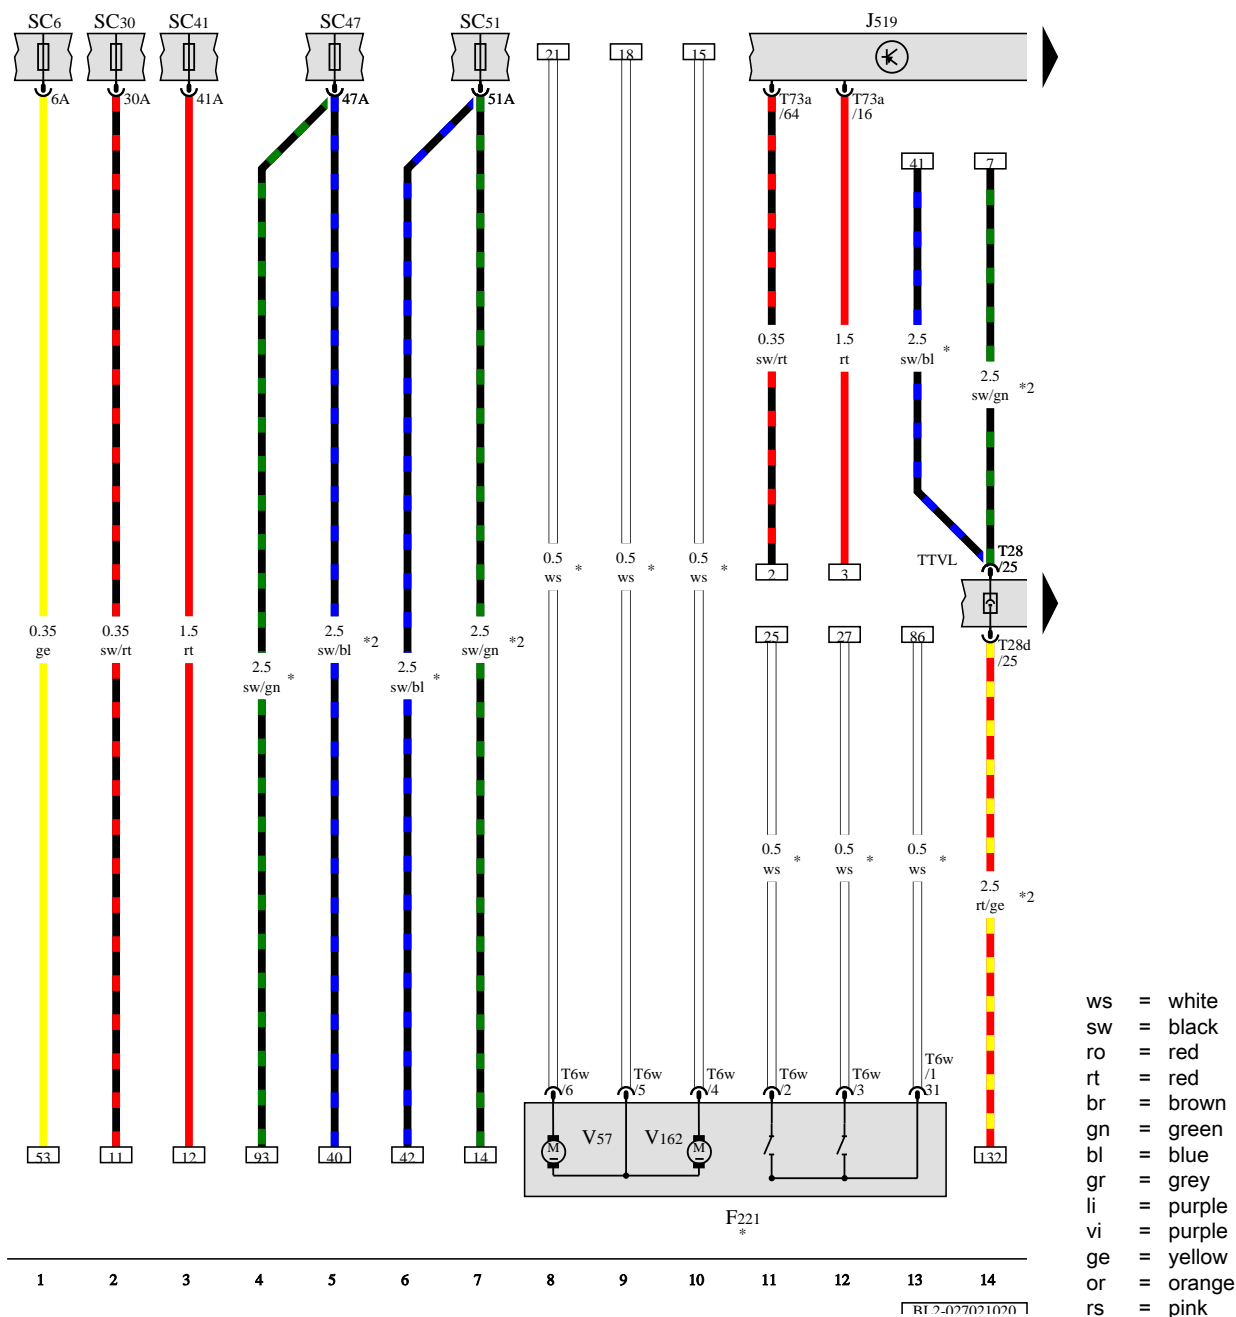 SC6 SC30 SC41 SC47 SC51 J519
21 18 15
6A 30A 41A 47A 51A T73a T73a
/64 /16
41 7
0.35 1.5 2.5
sw/rt rt sw/bl *
2.5
sw/gn *2
0.5 0.5 0.5
ws * ws * ws *
TTVL T28
/25
2 3
25 27 86
0.35 0.35 1.5 2.5 2.5
ge sw/rt rt sw/bl *2 sw/gn *2
T28d
/25
2.5 2.5
sw/gn * sw/bl *
0.5 0.5 0.5
ws * ws * ws *
2.5
rt/ge *2
T6w T6w T6w T6w T6w T6w
/6 /5 /4 /2 /3 /1
31
V57 V162
M M
53 11 12 93 40 42 14 132
F221
*
1 2 3 4 5 6 7 8 9 10 11 12 13 14
BL2-027021020
ws = white
sw = black
ro = red
rt = red
br = brown
gn = green
bl = blue
gr = grey
li = purple
vi = purple
ge = yellow
or = orange
rs = pink